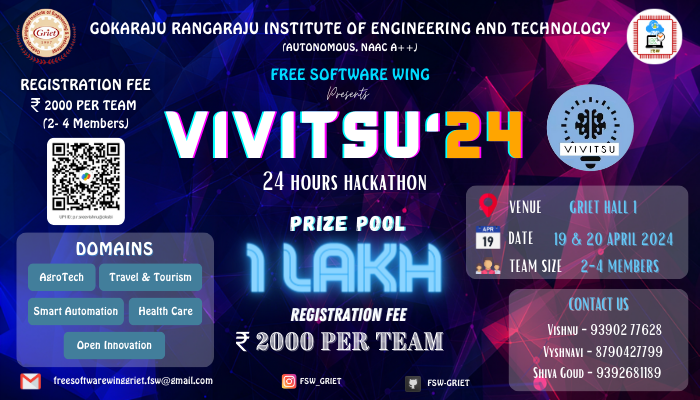 GOKARAJU RANGARAJU INSTITUTE OF ENGINEERING AND TECHNOLOGY
(AUTONOMOUS, NAAC A++)
Griet
FSW
FREE SOFTWARE WING
Presents
VIVITSU'24
24 HOURS HACKATHON
VIVITSU
REGISTRATION FEE
₹ 2000 PER TEAM
(2- 4 Members)
DOMAINS
AgroTech
Travel & Tourism
Smart Automation
Health Care
Open Innovation
PRIZE POOL
1 LAKH
REGISTRATION FEE
₹ 2000 PER TEAM
VENUE GRIET HALL 1
APR
19
DATE 19 & 20 APRIL 2024
TEAM SIZE 2-4 MEMBERS
CONTACT US
VISHNU - 93902 77628
VYSHNAVI - 8790427799
SHIVA GOUD - 9392681189
freesoftwarewinggriet.fsw@gmail.com
FSW_GRIET
FSW-GRIET